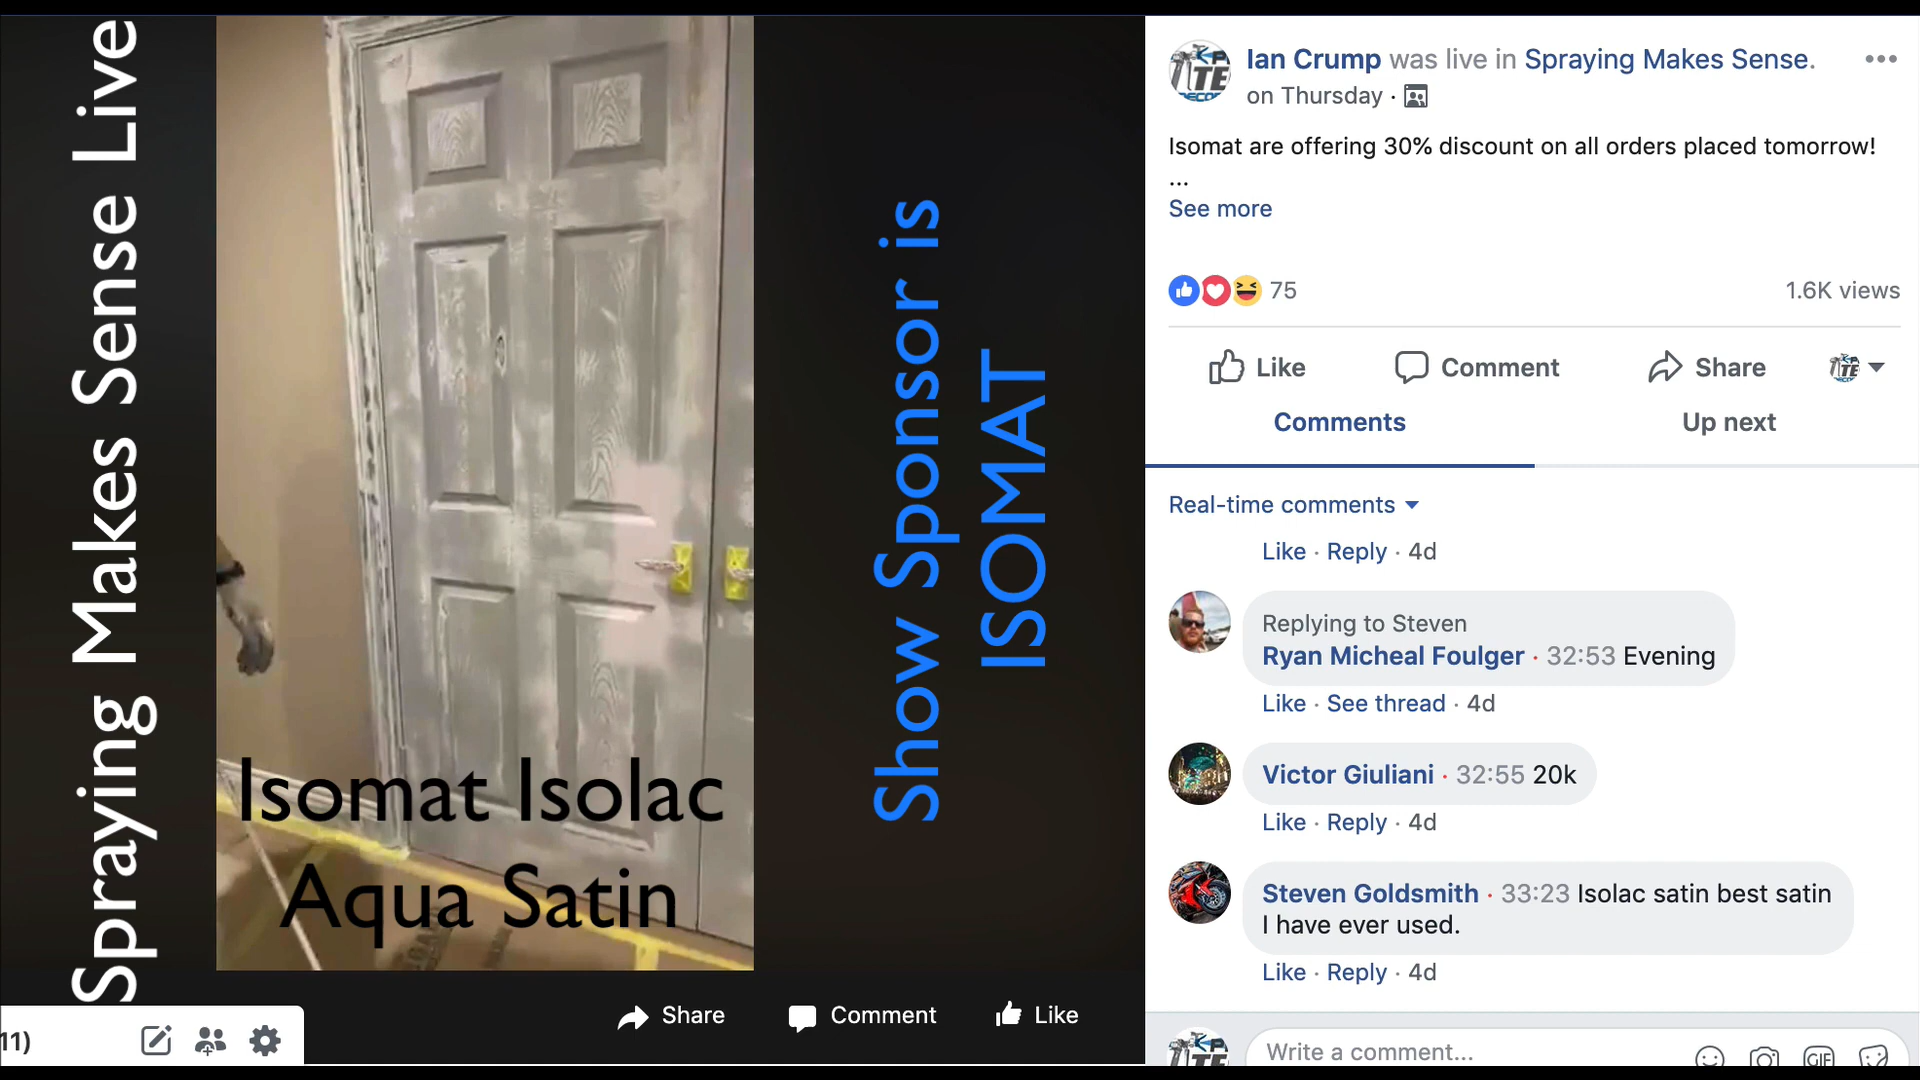 Spraying Makes Sense Live
Isomat Isolac
Aqua Satin
Show Sponsor is
ISOMAT
Share
Comment
Like
11)
Ian Crump was live in Spraying Makes Sense.
on Thursday ·
Isomat are offering 30% discount on all orders placed tomorrow!
...
See more
75
1.6K views
Like
Comment
Share
Comments
Up next
Real-time comments
Like · Reply · 4d
Replying to Steven
Ryan Micheal Foulger · 32:53 Evening
Like · See thread · 4d
Victor Giuliani · 32:55 20k
Like · Reply · 4d
Steven Goldsmith · 33:23 Isolac satin best satin
I have ever used.
Like · Reply · 4d
Write a comment...
GIF